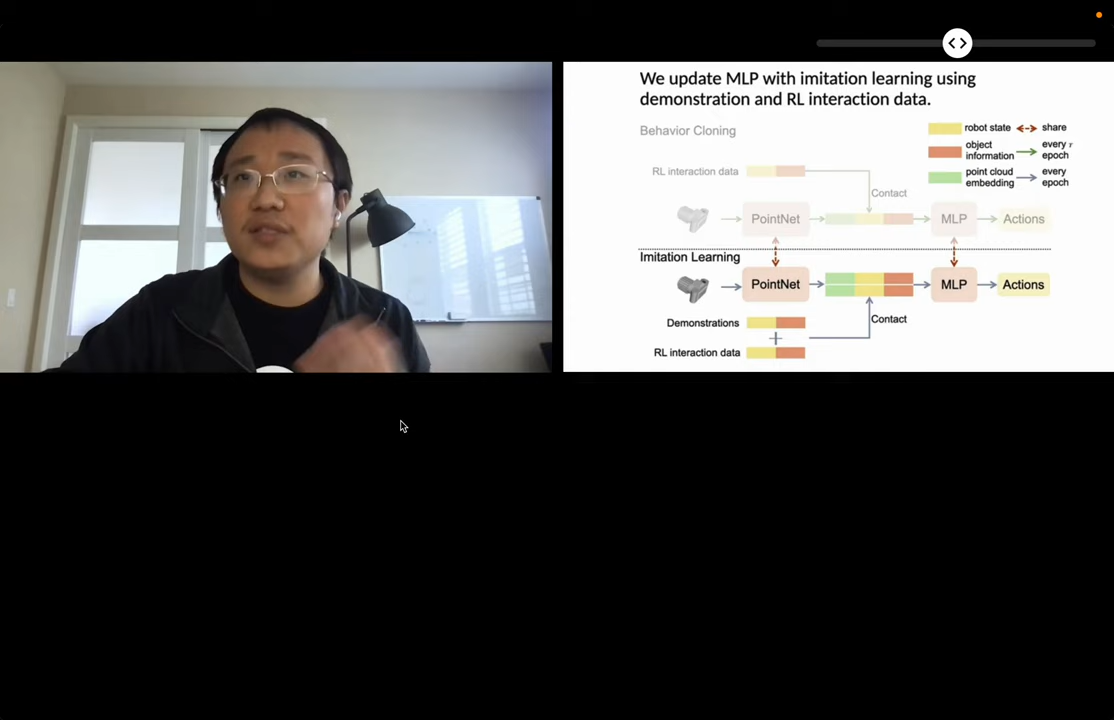 We update MLP with imitation learning using
demonstration and RL interaction data.
Behavior Cloning
robot state
share
object
information
every τ
epoch
point cloud
embedding
every
epoch
RL interaction data
Contact
PointNet
MLP
Actions
Imitation Learning
PointNet
MLP
Actions
Demonstrations
+
Contact
RL interaction data